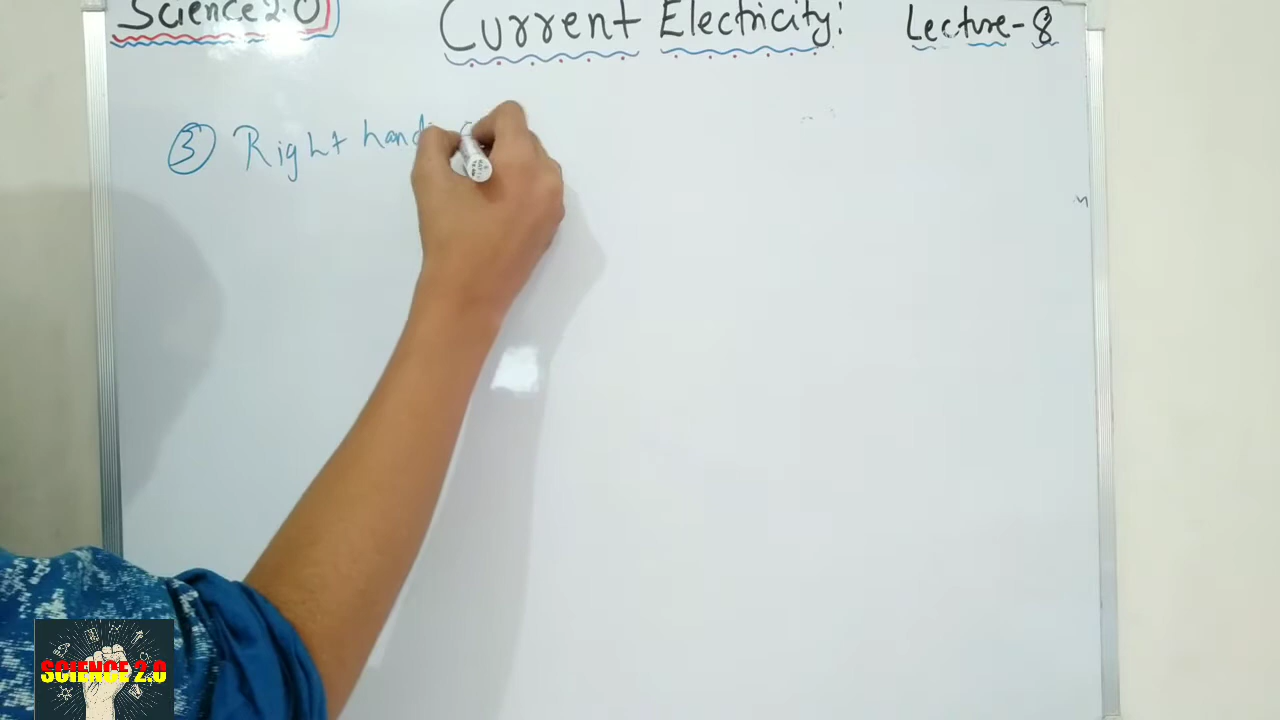 Science 2.0
Current Electricity:
Lecture-8
③ Right hand
SCIENCE 2.0